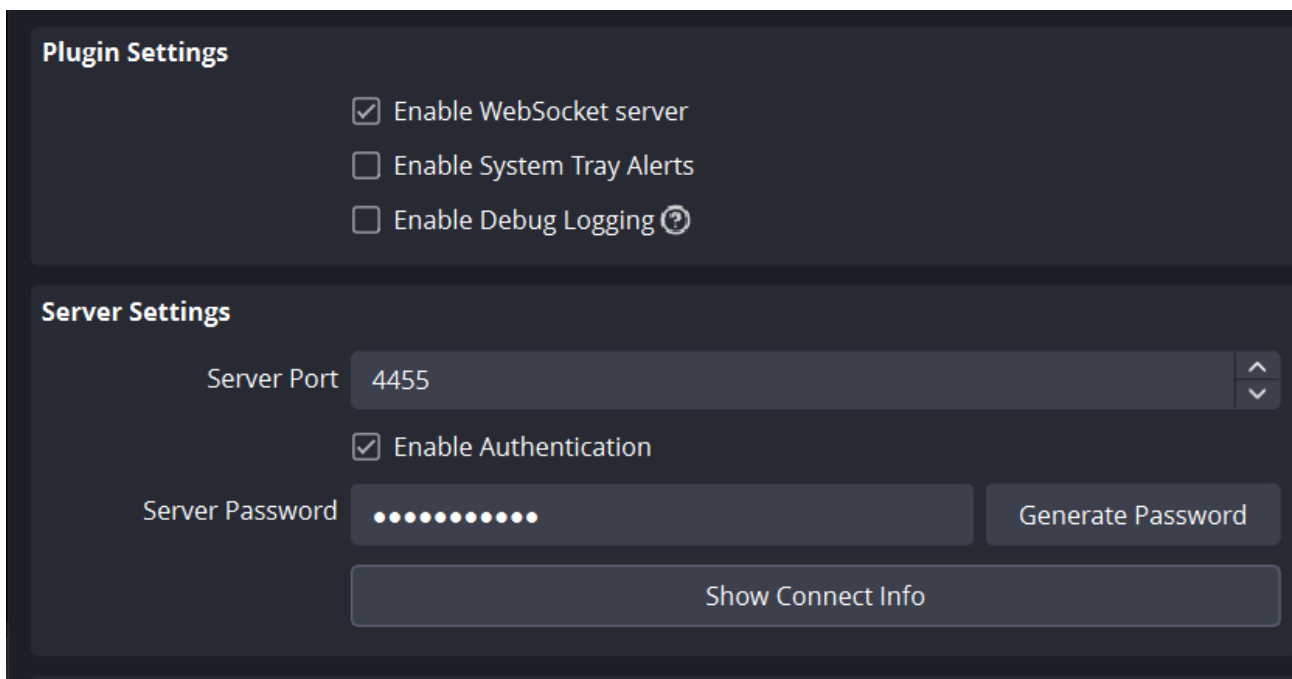 Plugin Settings
Enable WebSocket server
Enable System Tray Alerts
Enable Debug Logging ?
Server Settings
Server Port 4455
Enable Authentication
Server Password ●●●●●●●●●●● Generate Password
Show Connect Info